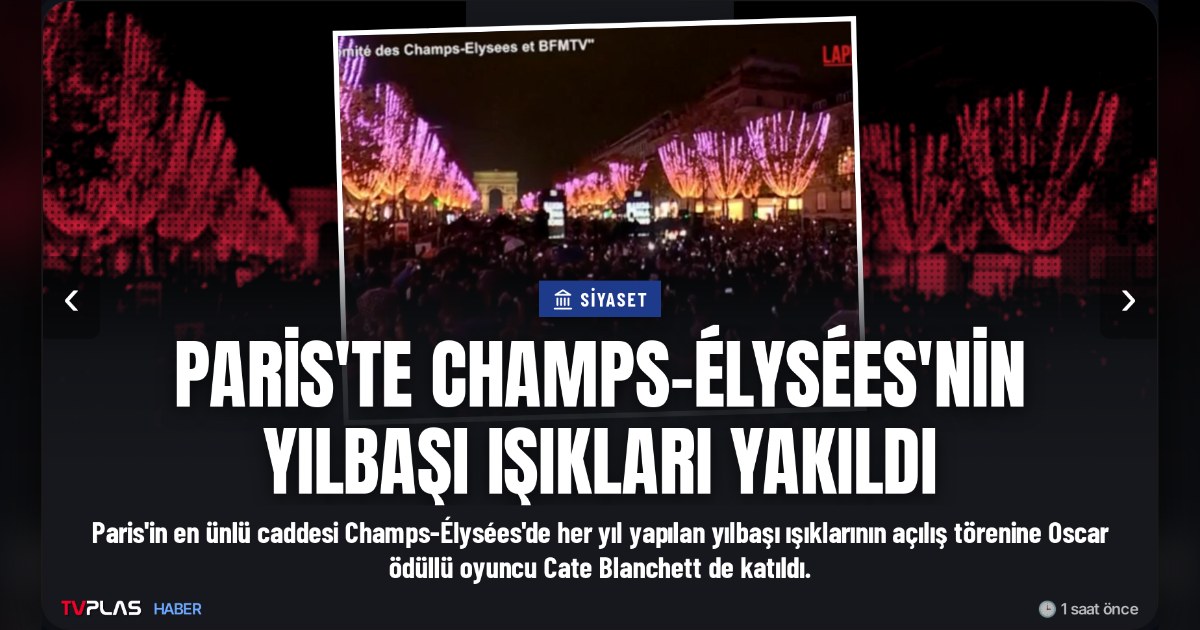 omité des Champs-Elysees et BFMTV"
LAP
SİYASET
PARİS'TE CHAMPS-ÉLYSÉES'NİN
YILBAŞI IŞIKLARI YAKILDI
Paris'in en ünlü caddesi Champs-Élysées'de her yıl yapılan yılbaşı ışıklarının açılış törenine Oscar
ödüllü oyuncu Cate Blanchett de katıldı.
TVPLAS HABER
1 saat önce